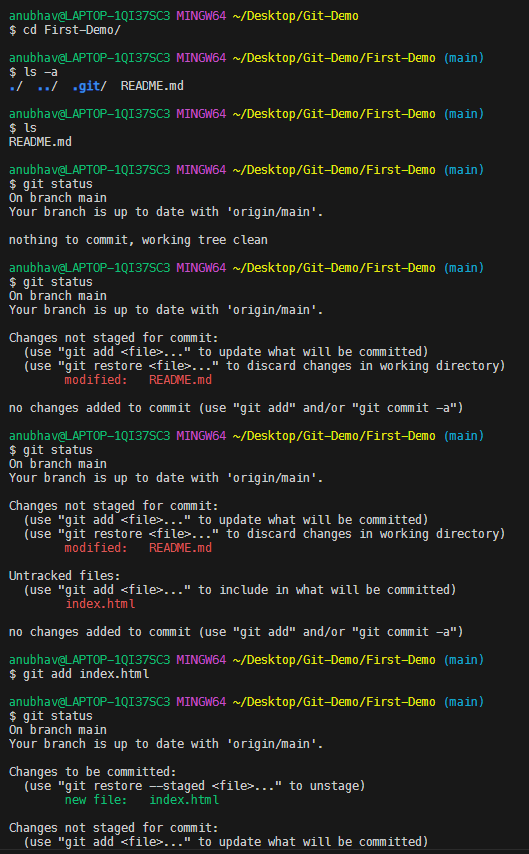 anubhav@LAPTOP-1QI37SC3 MINGW64 ~/Desktop/Git-Demo
$ cd First-Demo/
anubhav@LAPTOP-1QI37SC3 MINGW64 ~/Desktop/Git-Demo/First-Demo (main)
$ ls -a
./  ../  .git/  README.md
anubhav@LAPTOP-1QI37SC3 MINGW64 ~/Desktop/Git-Demo/First-Demo (main)
$ ls
README.md
anubhav@LAPTOP-1QI37SC3 MINGW64 ~/Desktop/Git-Demo/First-Demo (main)
$ git status
On branch main
Your branch is up to date with 'origin/main'.
nothing to commit, working tree clean
anubhav@LAPTOP-1QI37SC3 MINGW64 ~/Desktop/Git-Demo/First-Demo (main)
$ git status
On branch main
Your branch is up to date with 'origin/main'.
Changes not staged for commit:
  (use "git add <file>..." to update what will be committed)
  (use "git restore <file>..." to discard changes in working directory)
        modified:   README.md
no changes added to commit (use "git add" and/or "git commit -a")
anubhav@LAPTOP-1QI37SC3 MINGW64 ~/Desktop/Git-Demo/First-Demo (main)
$ git status
On branch main
Your branch is up to date with 'origin/main'.
Changes not staged for commit:
  (use "git add <file>..." to update what will be committed)
  (use "git restore <file>..." to discard changes in working directory)
        modified:   README.md
Untracked files:
  (use "git add <file>..." to include in what will be committed)
        index.html
no changes added to commit (use "git add" and/or "git commit -a")
anubhav@LAPTOP-1QI37SC3 MINGW64 ~/Desktop/Git-Demo/First-Demo (main)
$ git add index.html
anubhav@LAPTOP-1QI37SC3 MINGW64 ~/Desktop/Git-Demo/First-Demo (main)
$ git status
On branch main
Your branch is up to date with 'origin/main'.
Changes to be committed:
  (use "git restore --staged <file>..." to unstage)
        new file:   index.html
Changes not staged for commit:
  (use "git add <file>..." to update what will be committed)